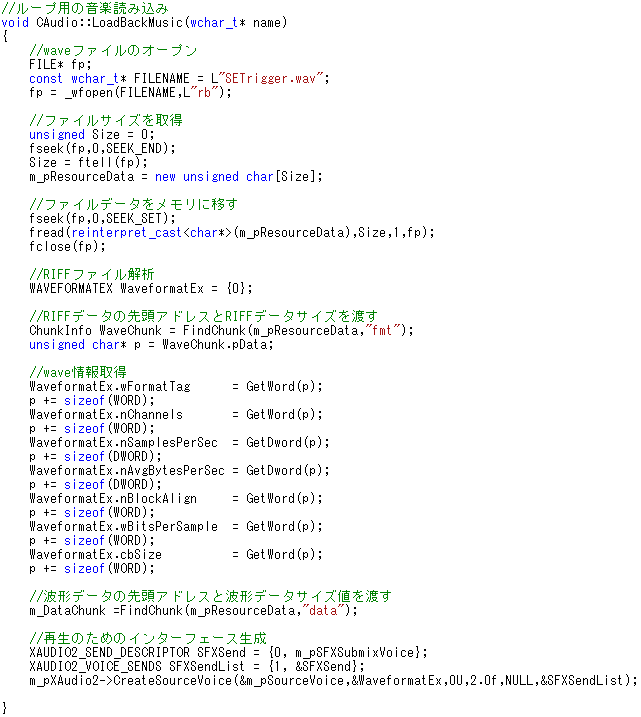 //ループ用の音楽読み込み
void CAudio::LoadBackMusic(wchar_t* name)
{
    //waveファイルのオープン
    FILE* fp;
    const wchar_t* FILENAME = L"SETrigger.wav";
    fp = _wfopen(FILENAME,L"rb");

    //ファイルサイズを取得
    unsigned Size = 0;
    fseek(fp,0,SEEK_END);
    Size = ftell(fp);
    m_pResourceData = new unsigned char[Size];

    //ファイルデータをメモリに移す
    fseek(fp,0,SEEK_SET);
    fread(reinterpret_cast<char*>(m_pResourceData),Size,1,fp);
    fclose(fp);

    //RIFFファイル解析
    WAVEFORMATEX WaveformatEx = {0};

    //RIFFデータの先頭アドレスとRIFFデータサイズを渡す
    ChunkInfo WaveChunk = FindChunk(m_pResourceData,"fmt");
    unsigned char* p = WaveChunk.pData;

    //wave情報取得
    WaveformatEx.wFormatTag      = GetWord(p);
    p += sizeof(WORD);
    WaveformatEx.nChannels       = GetWord(p);
    p += sizeof(WORD);
    WaveformatEx.nSamplesPerSec  = GetDword(p);
    p += sizeof(DWORD);
    WaveformatEx.nAvgBytesPerSec = GetDword(p);
    p += sizeof(DWORD);
    WaveformatEx.nBlockAlign     = GetWord(p);
    p += sizeof(WORD);
    WaveformatEx.wBitsPerSample  = GetWord(p);
    p += sizeof(WORD);
    WaveformatEx.cbSize          = GetWord(p);
    p += sizeof(WORD);

    //波形データの先頭アドレスと波形データサイズ値を渡す
    m_DataChunk =FindChunk(m_pResourceData,"data");

    //再生のためのインターフェース生成
    XAUDIO2_SEND_DESCRIPTOR SFXSend = {0, m_pSFXSubmixVoice};
    XAUDIO2_VOICE_SENDS SFXSendList = {1, &SFXSend};
    m_pXAudio2->CreateSourceVoice(&m_pSourceVoice,&WaveformatEx,0U,2.0f,NULL,&SFXSendList);

}